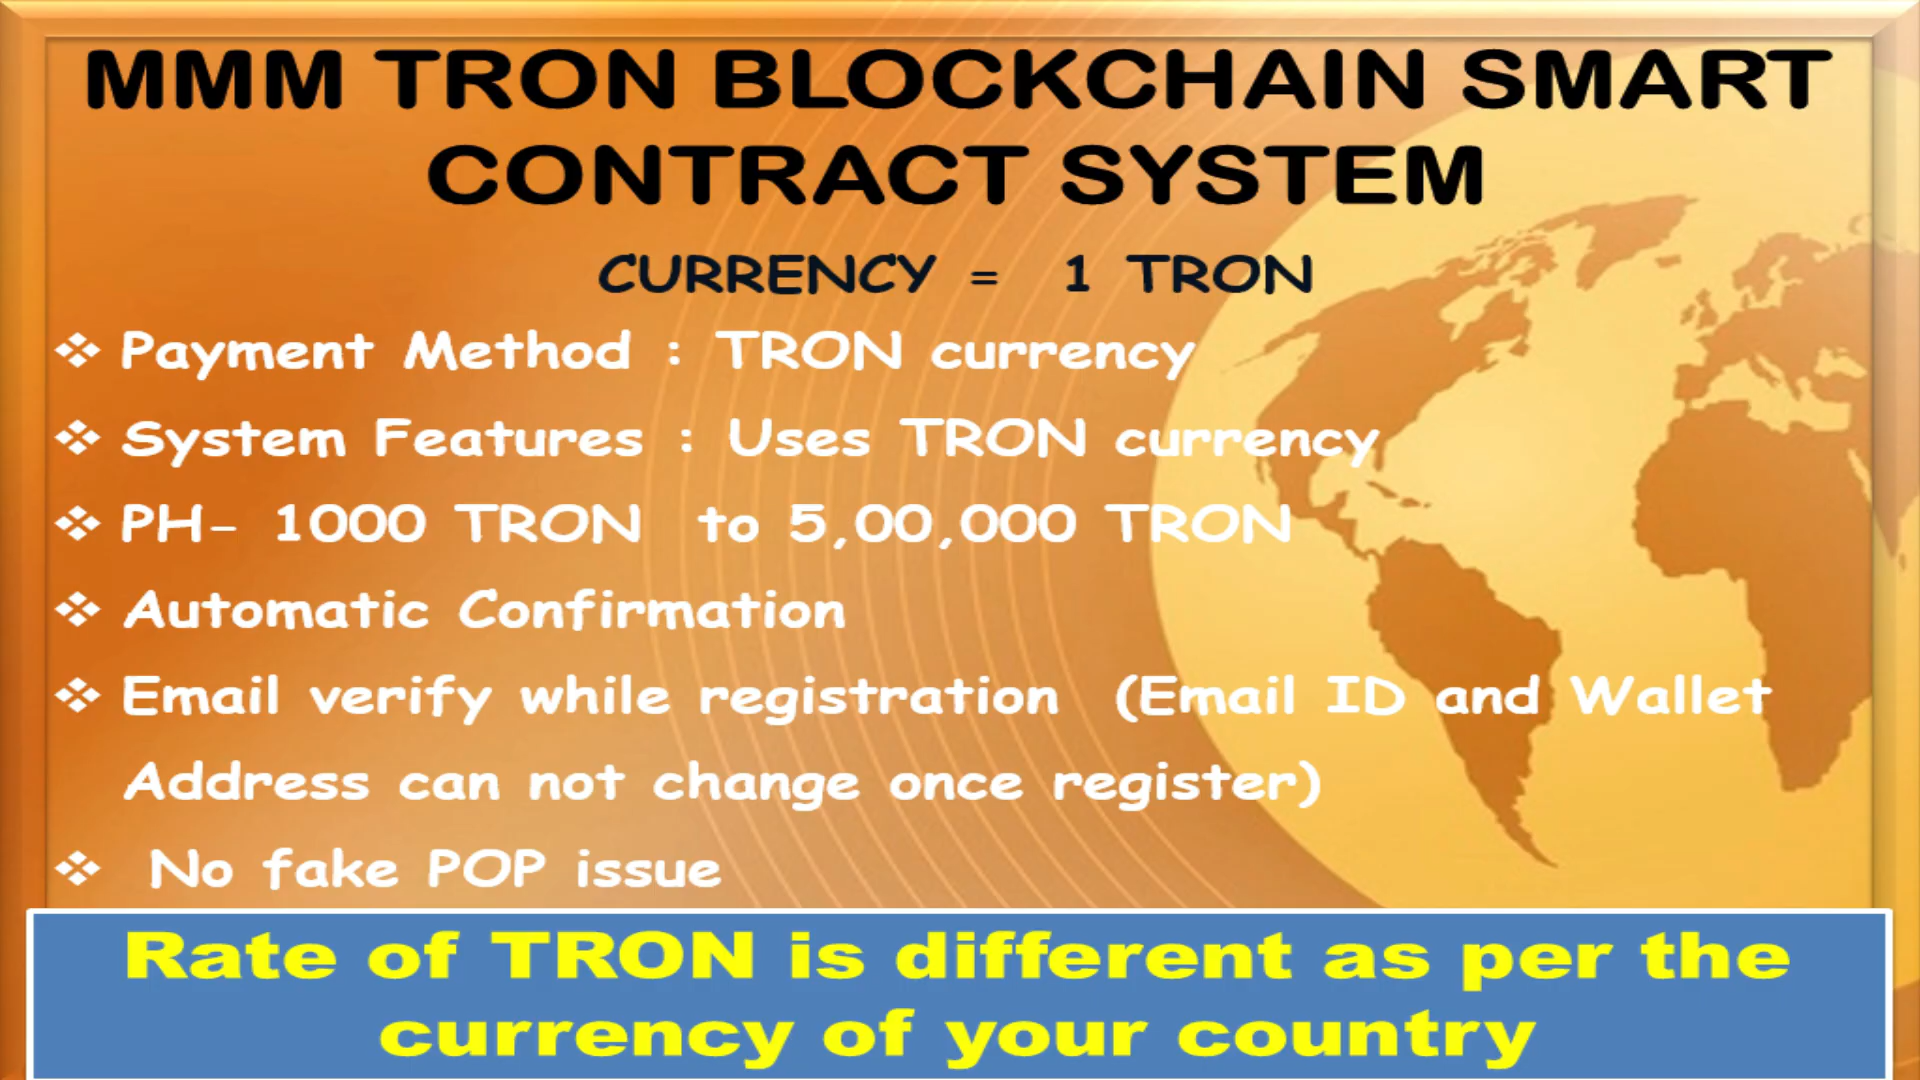 MMM TRON BLOCKCHAIN SMART
CONTRACT SYSTEM
CURRENCY = 1 TRON
❖ Payment Method : TRON currency
❖ System Features : Uses TRON currency
❖ PH- 1000 TRON to 5,00,000 TRON
❖ Automatic Confirmation
❖ Email verify while registration (Email ID and Wallet
Address can not change once register)
❖ No fake POP issue
Rate of TRON is different as per the
currency of your country